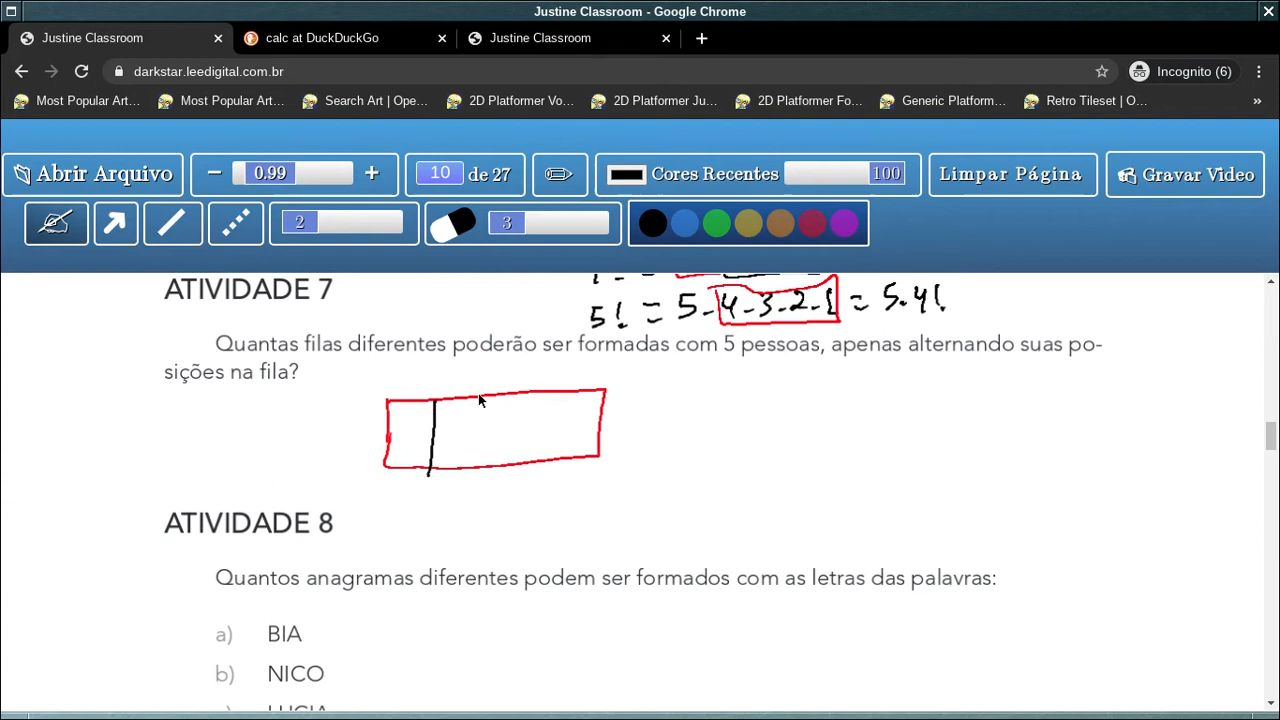 Justine Classroom - Google Chrome
Justine Classroom
calc at DuckDuckGo
Justine Classroom
darkstar.leedigital.com.br
Incognito (6)
Most Popular Art…
Most Popular Art…
Search Art | Ope…
2D Platformer Vo…
2D Platformer Ju…
2D Platformer Fo…
Generic Platform…
Retro Tileset | O…
Abrir Arquivo
− 0.99 +
10 de 27
Cores Recentes
100
Limpar Página
Gravar Video
2
3
ATIVIDADE 7
5! = 5-4-3-2-1 = 5.4!
Quantas filas diferentes poderão ser formadas com 5 pessoas, apenas alternando suas po-
sições na fila?
ATIVIDADE 8
Quantos anagramas diferentes podem ser formados com as letras das palavras:
a) BIA
b) NICO